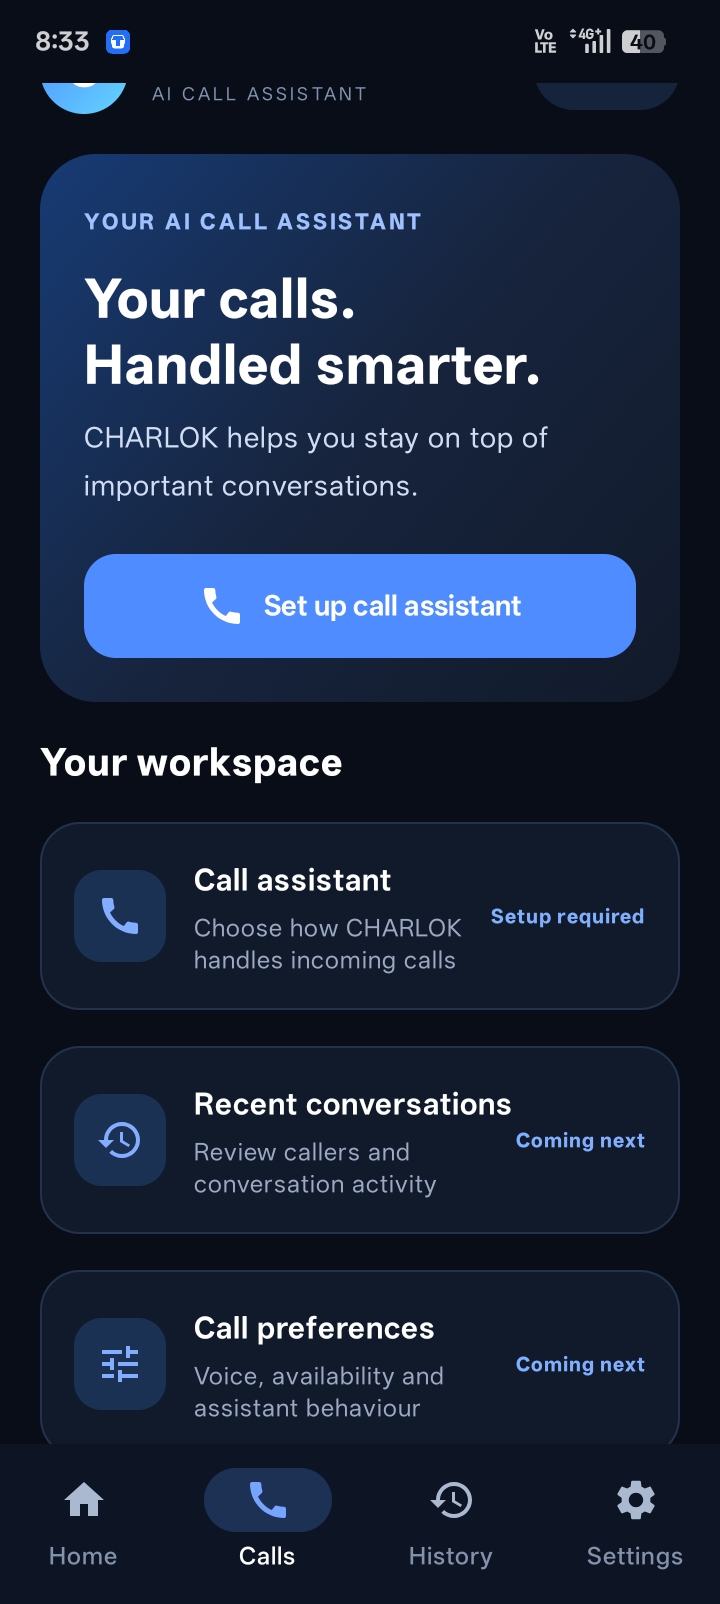 8:33
Vo
LTE
4G+
40
AI CALL ASSISTANT
YOUR AI CALL ASSISTANT
Your calls.
Handled smarter.
CHARLOK helps you stay on top of
important conversations.
Set up call assistant
Your workspace
Call assistant
Choose how CHARLOK
handles incoming calls
Setup required
Recent conversations
Review callers and
conversation activity
Coming next
Call preferences
Voice, availability and
assistant behaviour
Coming next
Home
Calls
History
Settings